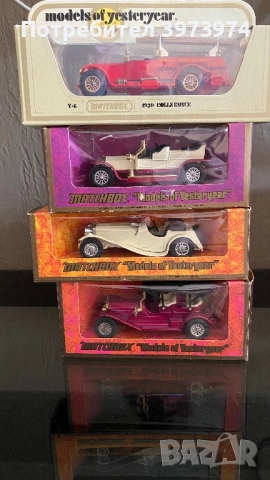 Потребител 3973974
models of yesteryear
Y-6
MATCHBOX
1920 ROLLS ROYCE
MATCHBOX "Models of Yesteryear"
MATCHBOX "Models of Yesteryear"
MATCHBOX "Models of Yesteryear"
BAZAR